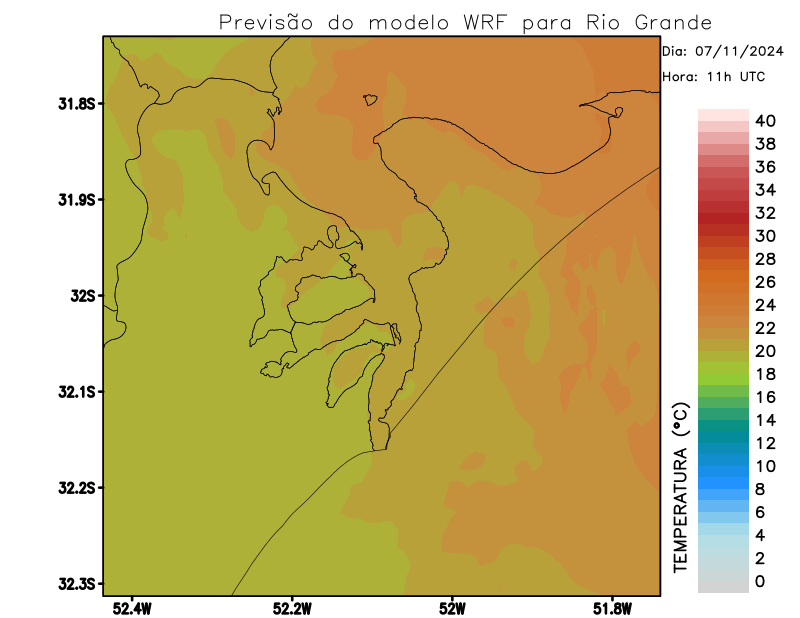 Previsão do modelo WRF para Rio Grande
Dia: 07/11/2024
Hora: 11h UTC
31.8S
31.9S
32S
32.1S
32.2S
32.3S
52.4W
52.2W
52W
51.8W
TEMPERATURA (°C)
40
38
36
34
32
30
28
26
24
22
20
18
16
14
12
10
8
6
4
2
0